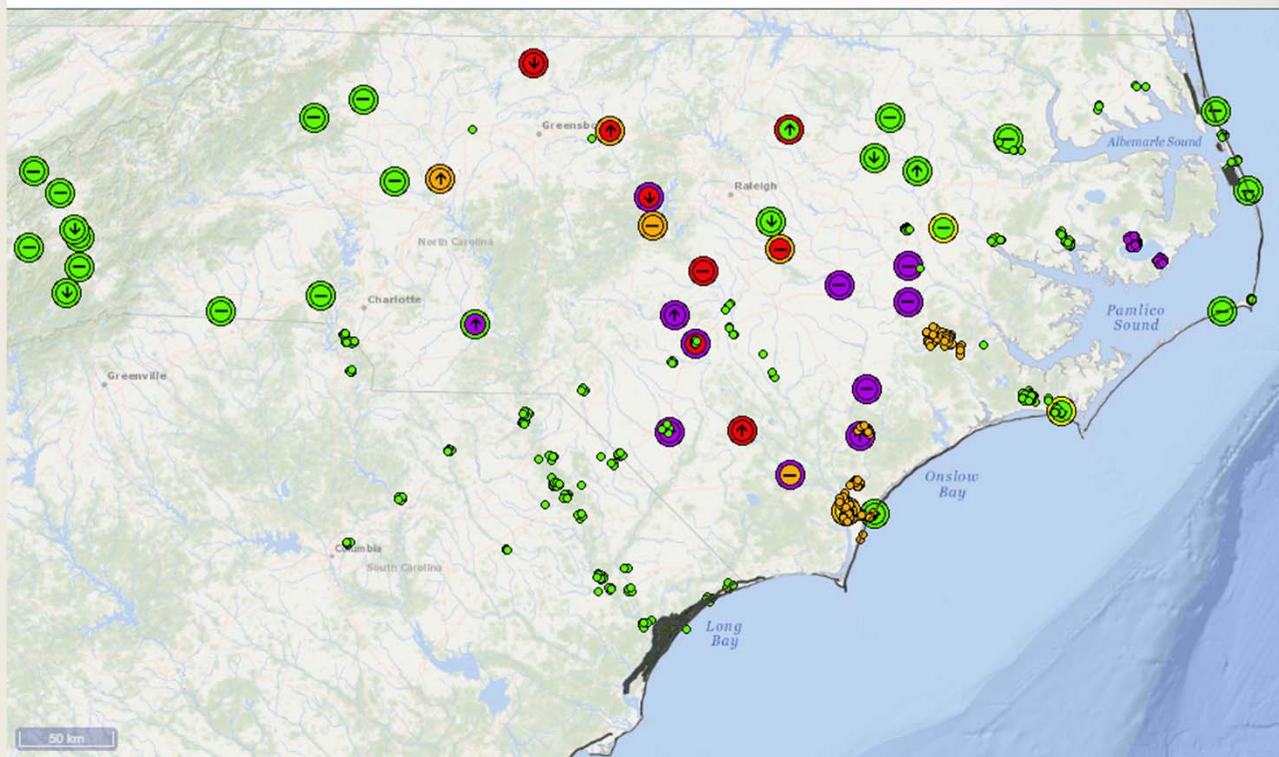 Greensbo
Albemarle Sound
Raleigh
North Carolina
Charlotte
Pamlico
Sound
Greenville
Onslow
Bay
Columbia
South Carolina
Long
Bay
50 km